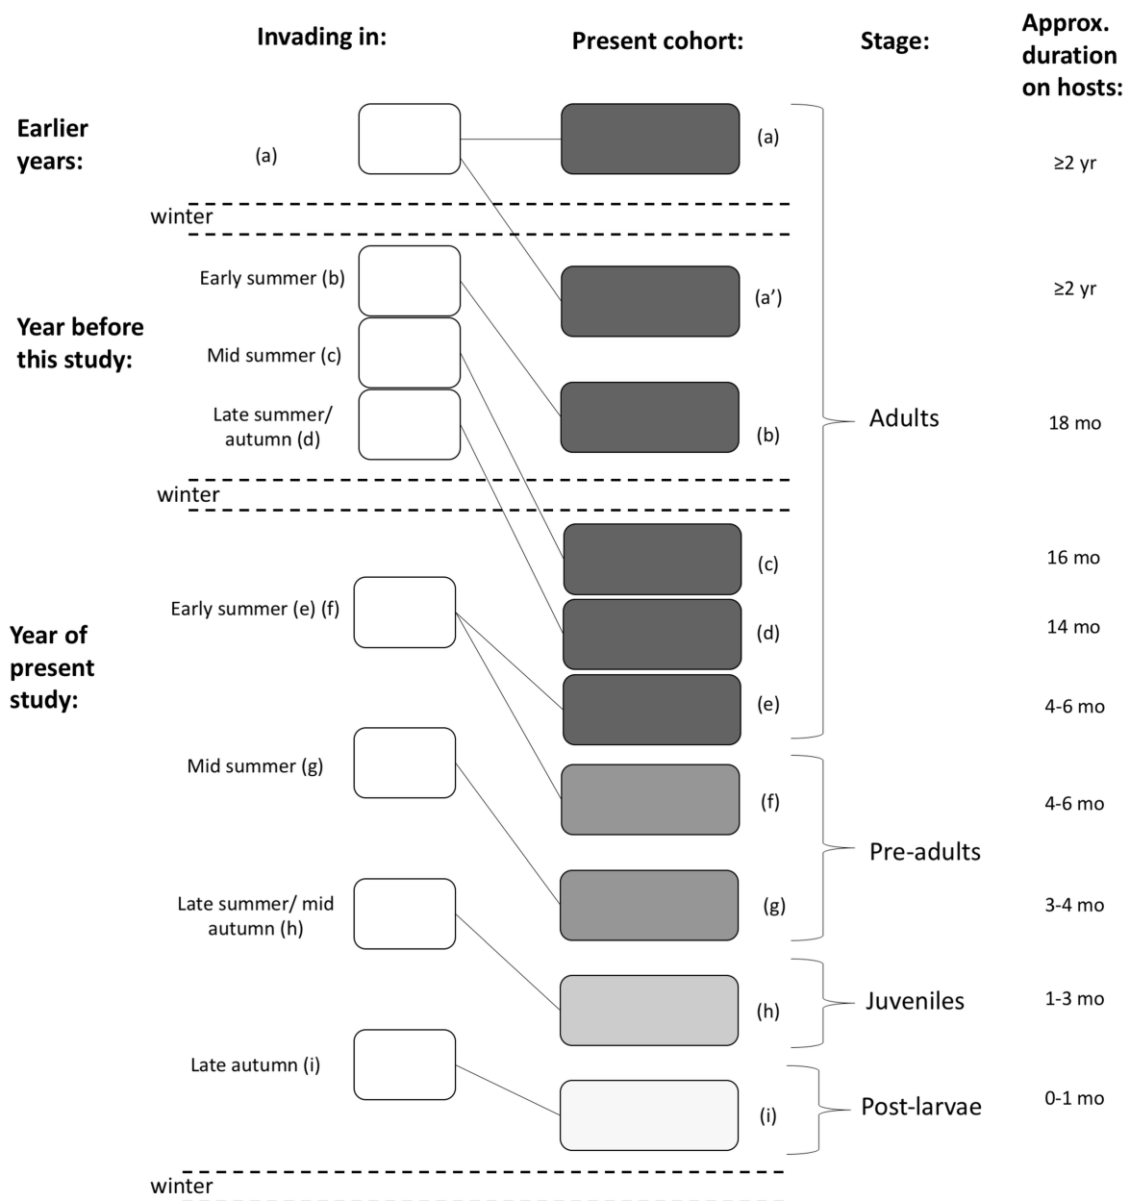 Invading in:
Present cohort:
Stage:
Approx.
duration
on hosts:
Earlier
years:
(a)
(a)
≥2 yr
winter
Early summer (b)
(a’)
≥2 yr
Year before
this study:
Mid summer (c)
Late summer/
autumn (d)
(b)
Adults
18 mo
winter
(c)
16 mo
Early summer (e) (f)
(d)
14 mo
Year of
present
study:
(e)
4-6 mo
Mid summer (g)
(f)
4-6 mo
Pre-adults
Late summer/ mid
autumn (h)
(g)
3-4 mo
(h)
Juveniles
1-3 mo
Late autumn (i)
(i)
Post-larvae
0-1 mo
winter